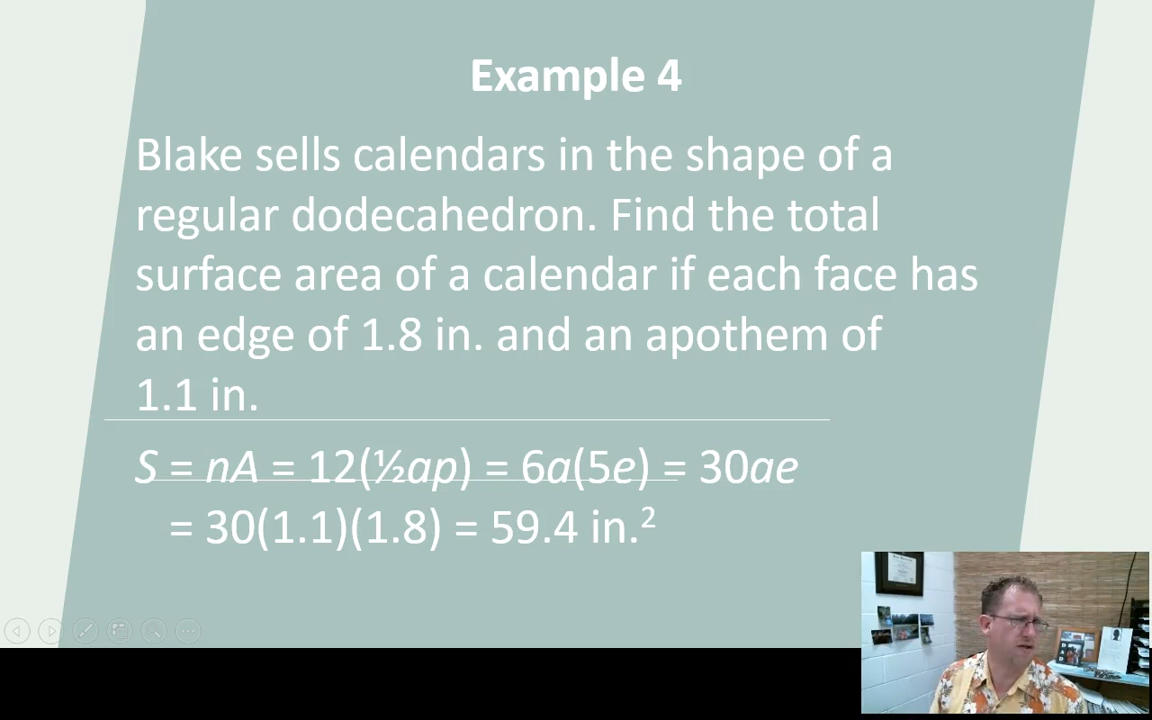 Example 4
Blake sells calendars in the shape of a
regular dodecahedron. Find the total
surface area of a calendar if each face has
an edge of 1.8 in. and an apothem of
1.1 in.
S = nA = 12(½ap) = 6a(5e) = 30ae
= 30(1.1)(1.8) = 59.4 in.²